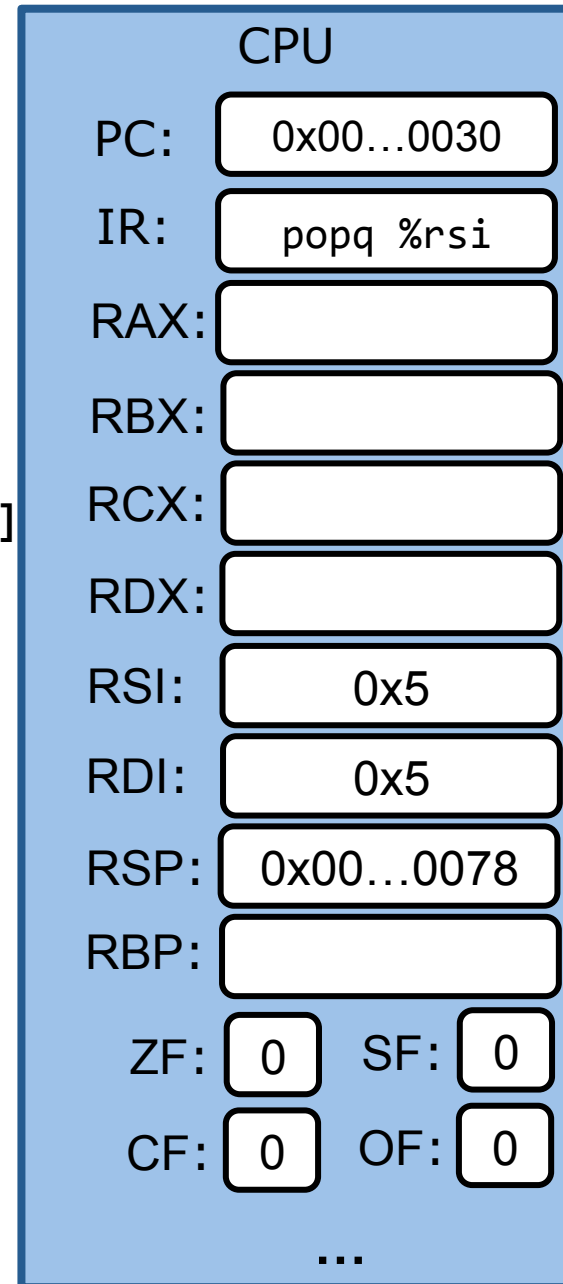 CPU
PC: 0x00…0030
IR: popq %rsi
RAX:
RBX:
]
RCX:
RDX:
RSI: 0x5
RDI: 0x5
RSP: 0x00…0078
RBP:
ZF: 0 SF: 0
CF: 0 OF: 0
…